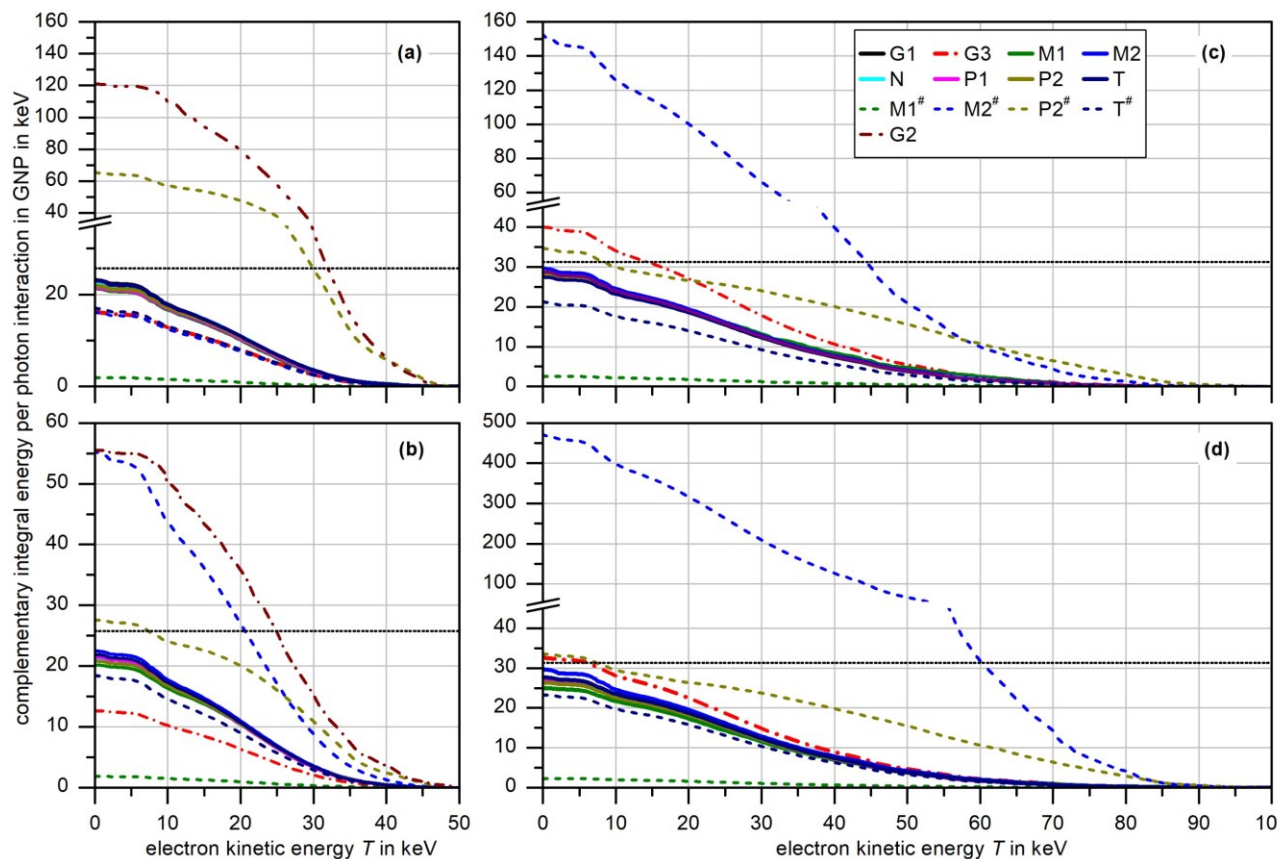 complementary integral energy per photon interaction in GNP in keV
160
140
120
100
80
60
40
20
0
(a)
160
140
120
100
80
60
40
30
20
10
0
(c)
G1 G3 M1 M2
N P1 P2 T
M1# M2# P2# T#
G2
60
50
40
30
20
10
0
(b)
0 10 20 30 40 50
electron kinetic energy T in keV
500
400
300
200
100
40
30
20
10
0
(d)
0 10 20 30 40 50 60 70 80 90 10
electron kinetic energy T in keV